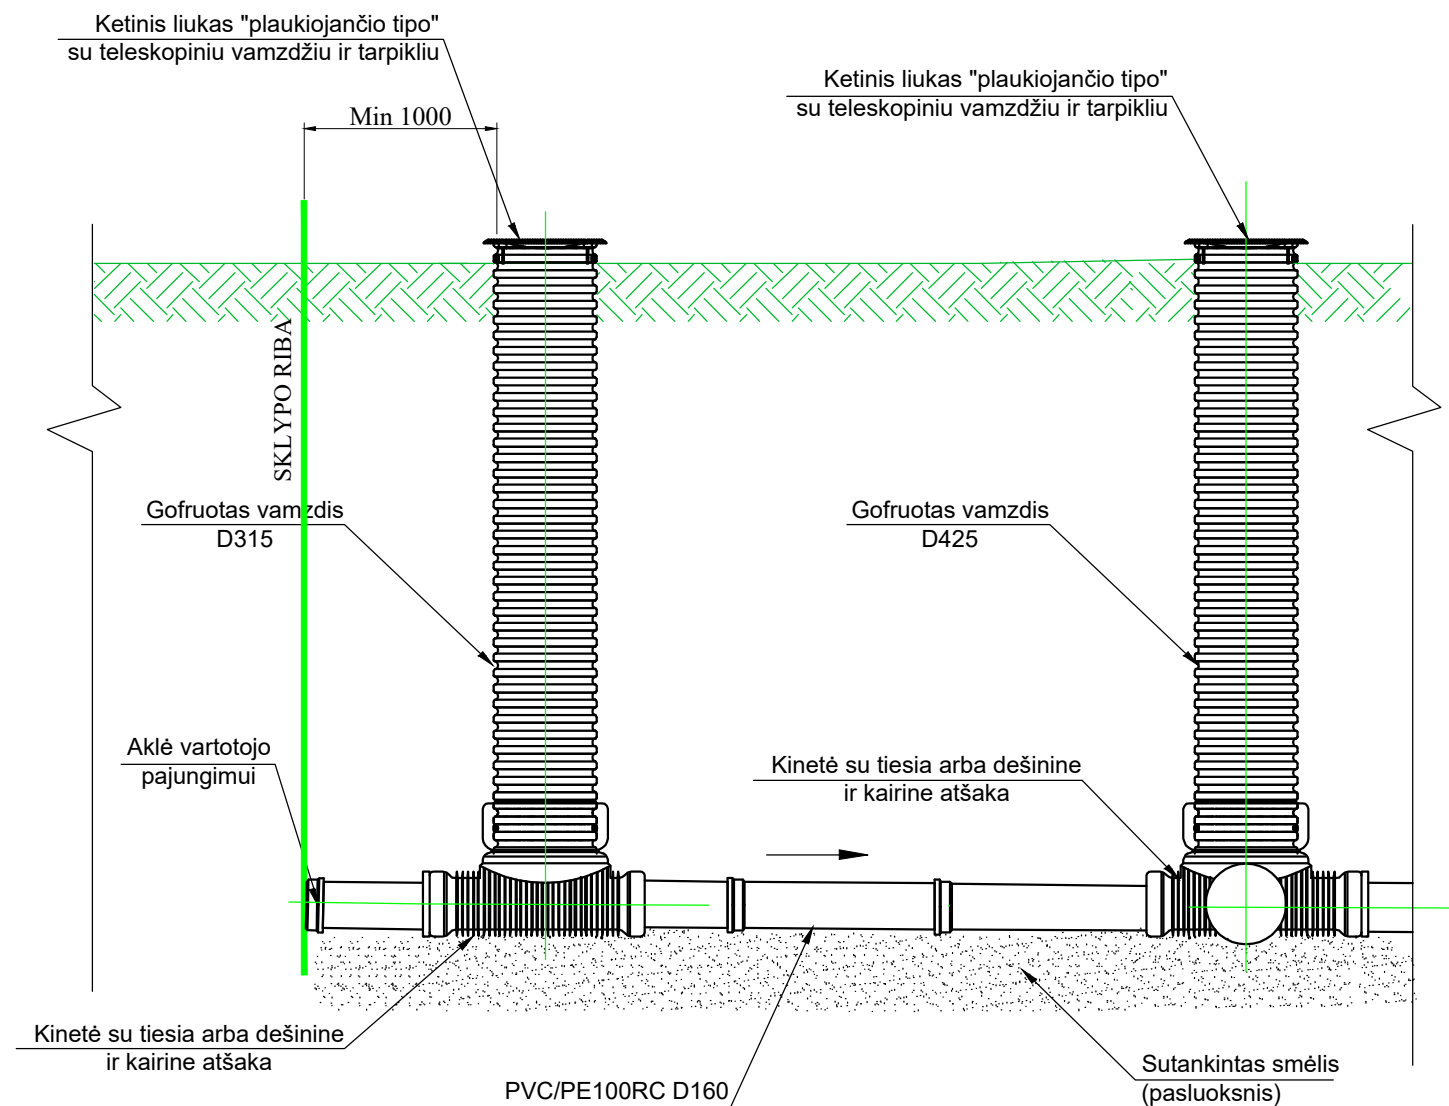 Ketinis liukas "plaukiojančio tipo"
su teleskopiniu vamzdžiu ir tarpikliu
Ketinis liukas "plaukiojančio tipo"
su teleskopiniu vamzdžiu ir tarpikliu
Min 1000
SKLYPO RIBA
Gofruotas vamzdis
D315
Gofruotas vamzdis
D425
Aklė vartotojo
pajungimui
Kinetė su tiesia arba dešinine
ir kairine atšaka
Kinetė su tiesia arba dešinine
ir kairine atšaka
PVC/PE100RC D160
Sutankintas smėlis
(pasluoksnis)